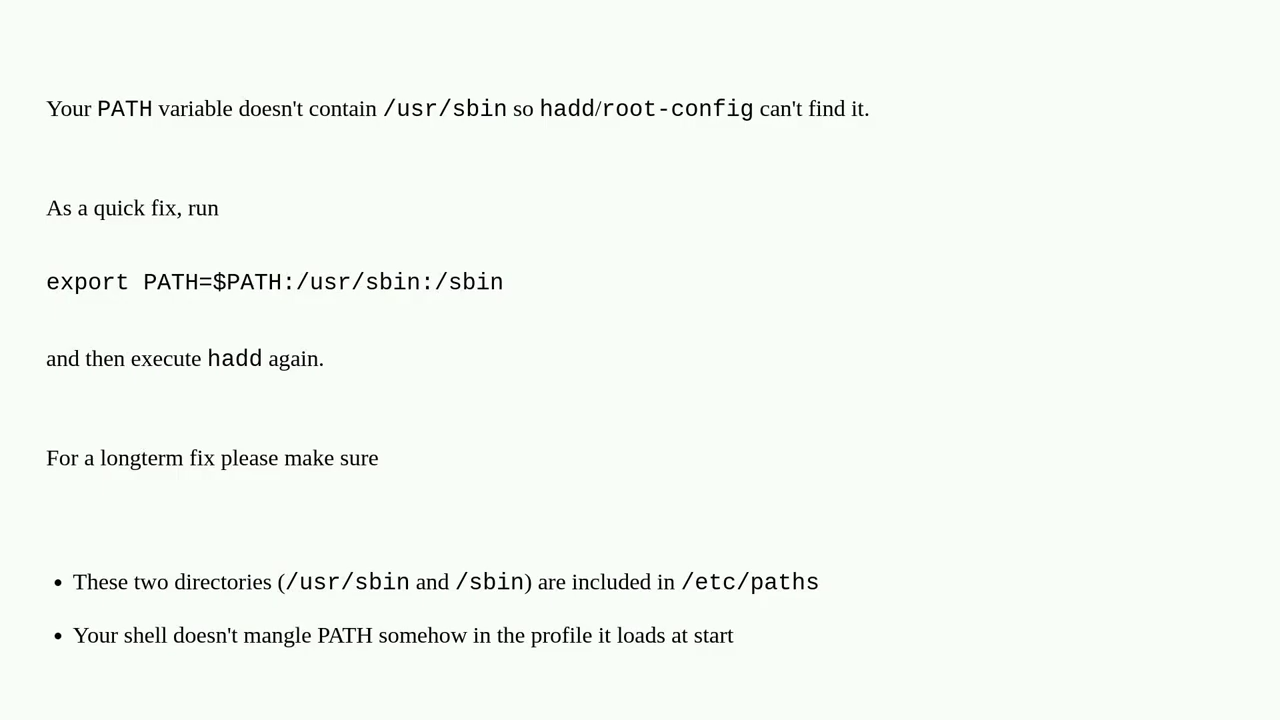 Your PATH variable doesn't contain /usr/sbin so hadd/root-config can't find it.
As a quick fix, run
export PATH=$PATH:/usr/sbin:/sbin
and then execute hadd again.
For a longterm fix please make sure
• These two directories (/usr/sbin and /sbin) are included in /etc/paths
• Your shell doesn't mangle PATH somehow in the profile it loads at start